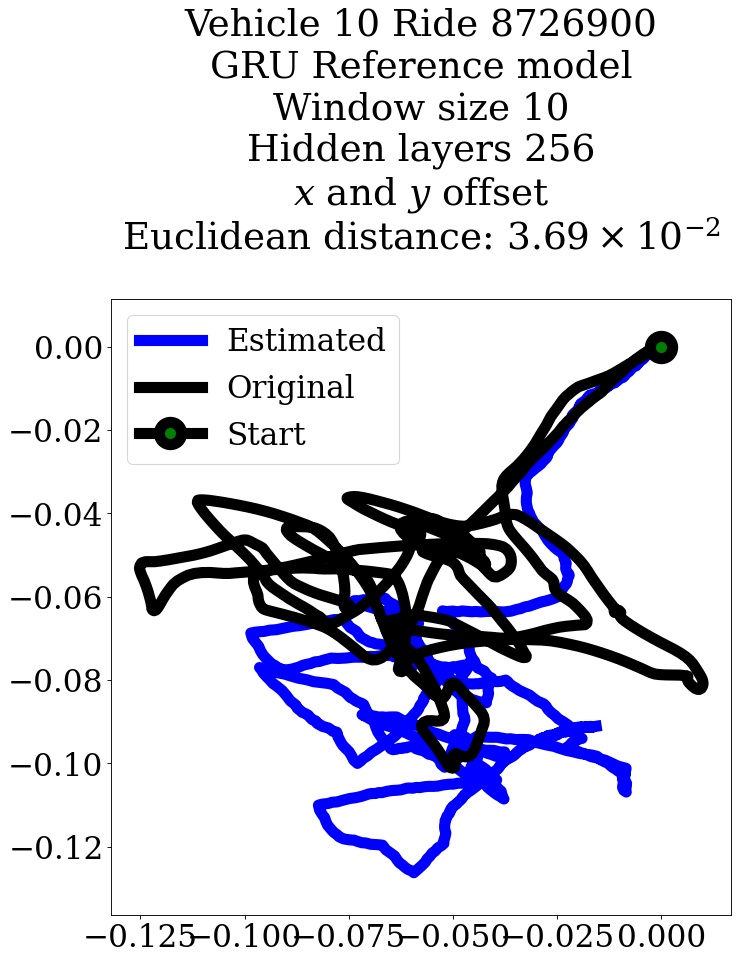 Vehicle 10 Ride 8726900
GRU Reference model
Window size 10
Hidden layers 256
x and y offset
Euclidean distance: 3.69 × 10⁻²
Estimated
Original
Start
0.00
−0.02
−0.04
−0.06
−0.08
−0.10
−0.12
−0.125 −0.100 −0.075 −0.050 −0.025 0.000